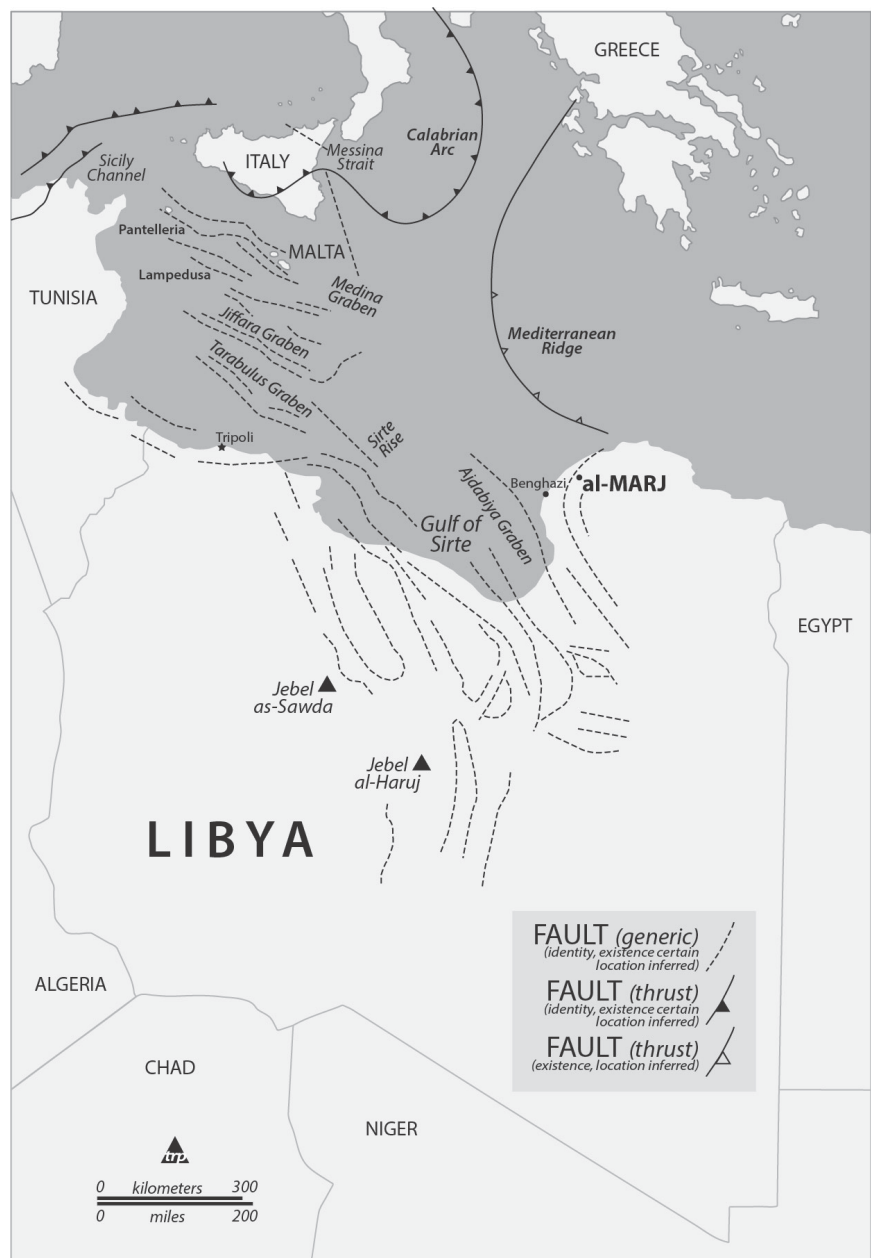 GREECE
Calabrian
Arc
Messina
Strait
ITALY
Sicily
Channel
Pantelleria
MALTA
Lampedusa
TUNISIA
Medina
Graben
Jiffara Graben
Mediterranean
Ridge
Tarabulus Graben
Sirte
Rise
Tripoli
Ajdabiya Graben
Benghazi
al-MARJ
Gulf of
Sirte
EGYPT
Jebel
as-Sawda
Jebel
al-Haruj
LIBYA
FAULT (generic)
(identity, existence certain
location inferred)
FAULT (thrust)
(identity, existence certain
location inferred)
FAULT (thrust)
(existence, location inferred)
ALGERIA
CHAD
NIGER
trp
0 kilometers 300
0 miles 200